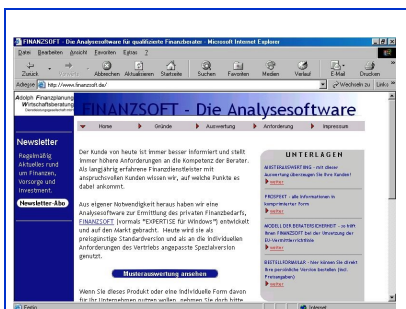 FINANZSOFT - Die Analysesoftware für qualifizierte Finanzberater - Microsoft Internet Explorer
Datei Bearbeiten Ansicht Favoriten Extras ?
Zurück Vorwärts Abbrechen Aktualisieren Startseite Suchen Favoriten Medien Verlauf E-Mail Drucken
Adresse http://www.finanzsoft.de/ Wechseln zu Links »
Adolph Finanzplanung
Wirtschaftsberatung
FINANZSOFT - Die Analysesoftware
Home Gründe Auswertung Anforderung Impressum
Newsletter
Regelmäßig
Aktuelles rund
um Finanzen,
Vorsorge und
Investment.
Newsletter-Abo
Der Kunde von heute ist immer besser informiert und stellt
immer höhere Anforderungen an die Kompetenz der Berater.
Als langjährig erfahrene Finanzdienstleister mit
anspruchsvollen Kunden wissen wir, auf welche Punkte es
dabei ankommt.
Aus eigener Notwendigkeit heraus haben wir eine
Analysesoftware zur Ermittlung des privaten Finanzbedarfs,
FINANZSOFT (vormals "EXPERTISE für Windows") entwickelt
und auf den Markt gebracht. Heute wird sie als
preisgünstige Standardversion und als an die individuellen
Anforderungen des Vertriebs angepasste Spezialversion
genutzt.
Musterauswertung ansehen
Wenn Sie dieses Produkt oder eine individuelle Form davon
für Ihr Unternehmen nutzen wollen, nehmen Sie doch bitte
UNTERLAGEN
MUSTERAUSWERTUNG - mit dieser
Auswertung überzeugen Sie Ihre Kunden!
weiter
PROSPEKT - alle Informationen in
komprimierter Form
weiter
MODELL DER BERATERSICHERHEIT - so hilft
Ihnen FINANZSOFT bei der Umsetzung der
EU-Vermittlerrichtlinie
weiter
BESTELLFORMULAR - hier können Sie direkt
Ihre persönliche Version bestellen (incl.
Preisangaben)
weiter
Fertig Internet